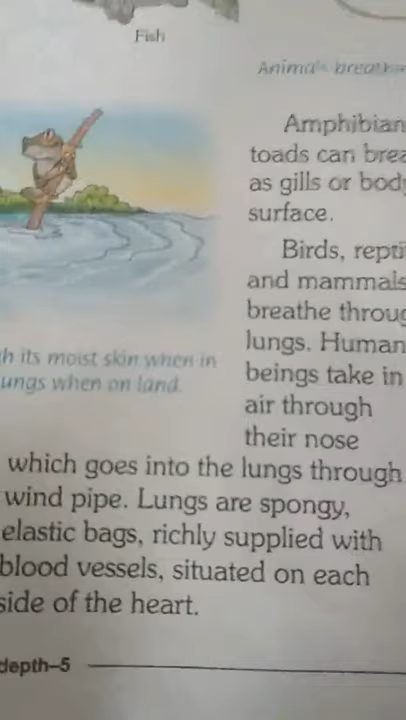 Fish
Animals breath
Amphibian
toads can brea
as gills or body
surface.
Birds, repti
and mammals
breathe throug
lungs. Human
beings take in
air through
their nose
h its moist skin when in
ungs when on land.
which goes into the lungs through
wind pipe. Lungs are spongy,
elastic bags, richly supplied with
blood vessels, situated on each
side of the heart.
depth–5